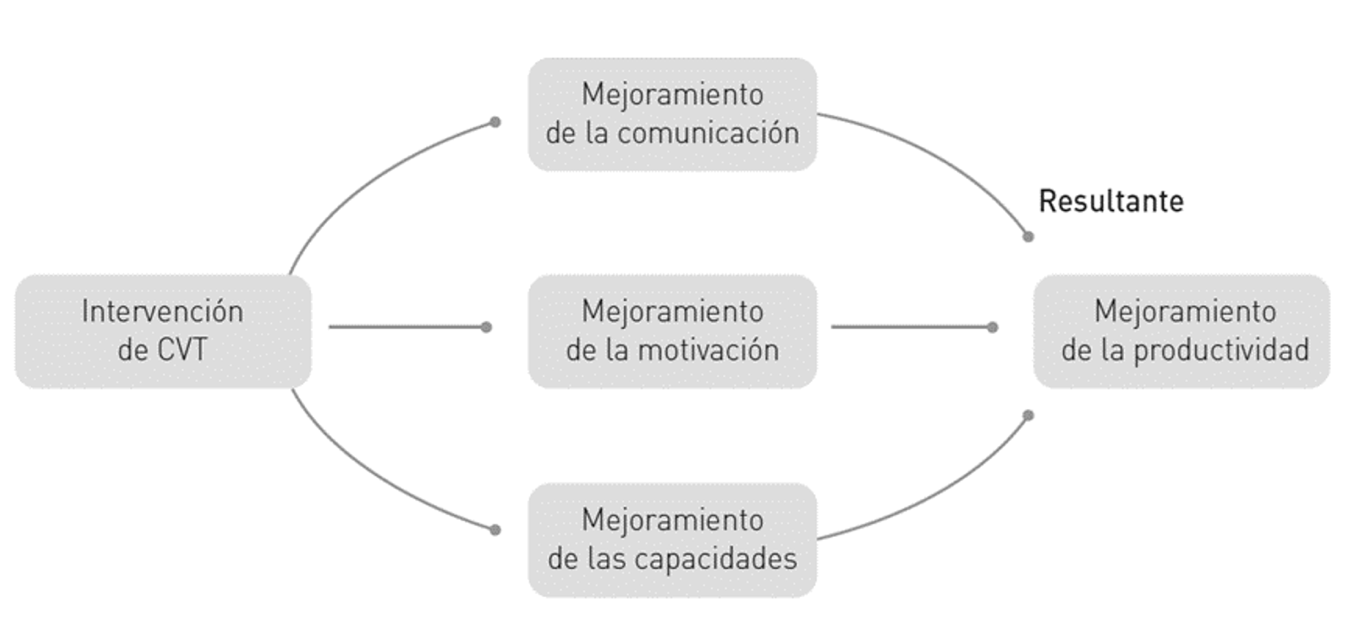 Mejoramiento
de la comunicación
Resultante
Intervención
de CVT
Mejoramiento
de la motivación
Mejoramiento
de la productividad
Mejoramiento
de las capacidades